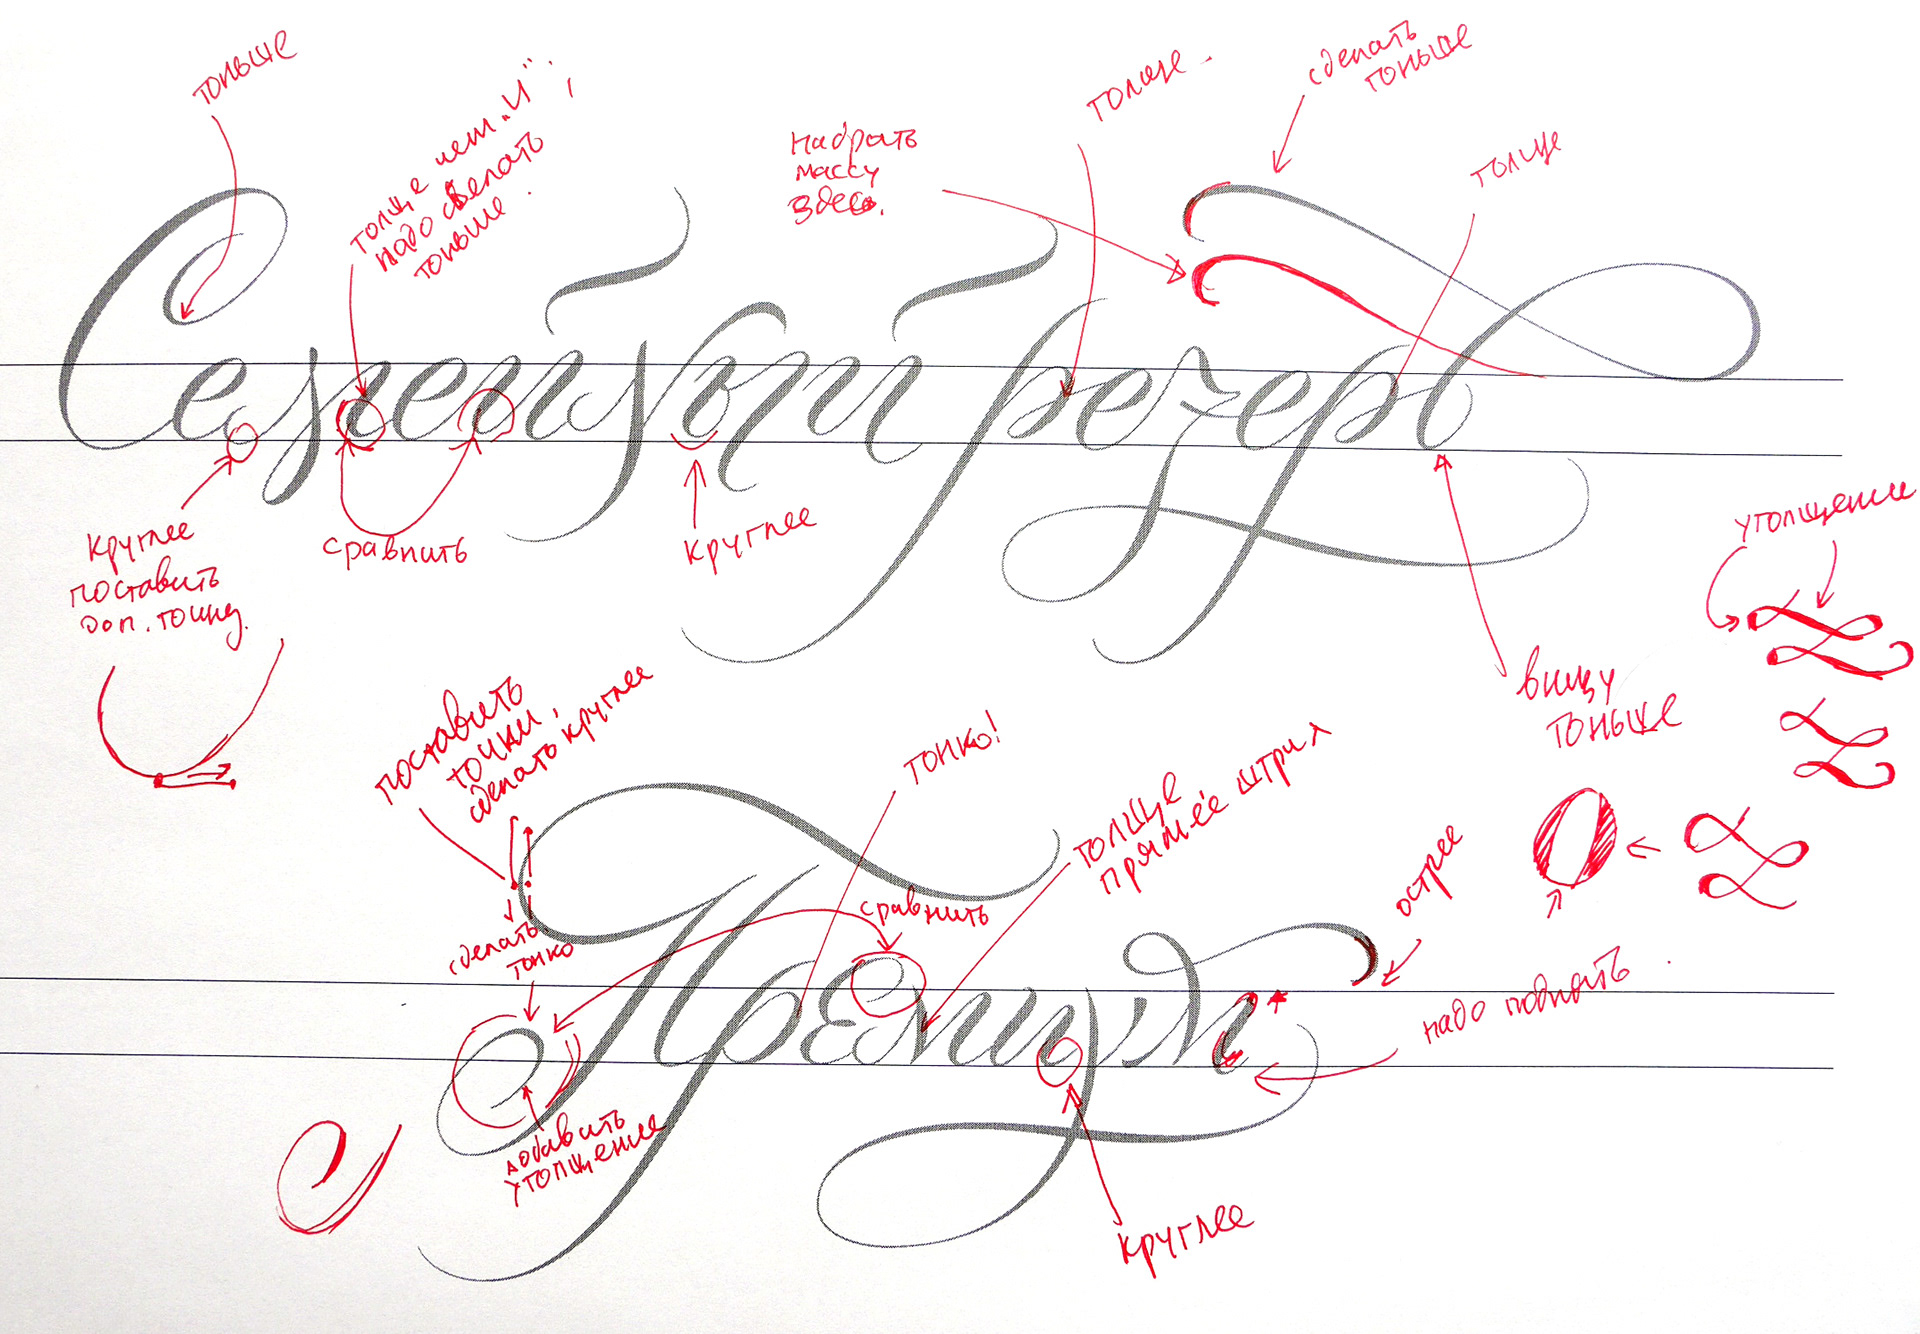 тоньше
толще чем „И“,
надо сделать
тоньше.
набрать
массу
здесь.
толще.
сделать
тоньше
толще
Семейный резерв
круглее
поставить
доп. точку.
сравнить
круглее
утолщение
внизу
тоньше
поставить
точки,
сделать круглее
тонко!
толще
прямее штрих
острее
сравнить
сделать
тонко
Премиум
надо поднять.
добавить
утолщение
круглее